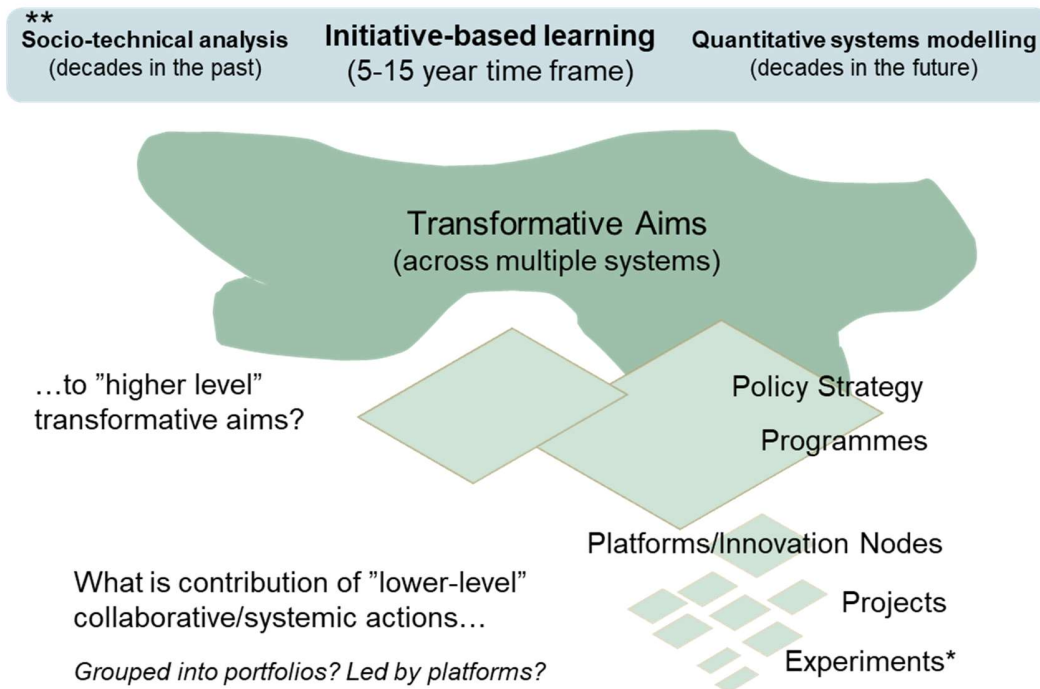 **
Socio-technical analysis
(decades in the past)
Initiative-based learning
(5-15 year time frame)
Quantitative systems modelling
(decades in the future)
Transformative Aims
(across multiple systems)
…to ”higher level”
transformative aims?
Policy Strategy
Programmes
Platforms/Innovation Nodes
What is contribution of ”lower-level”
collaborative/systemic actions…
Projects
Experiments*
Grouped into portfolios? Led by platforms?